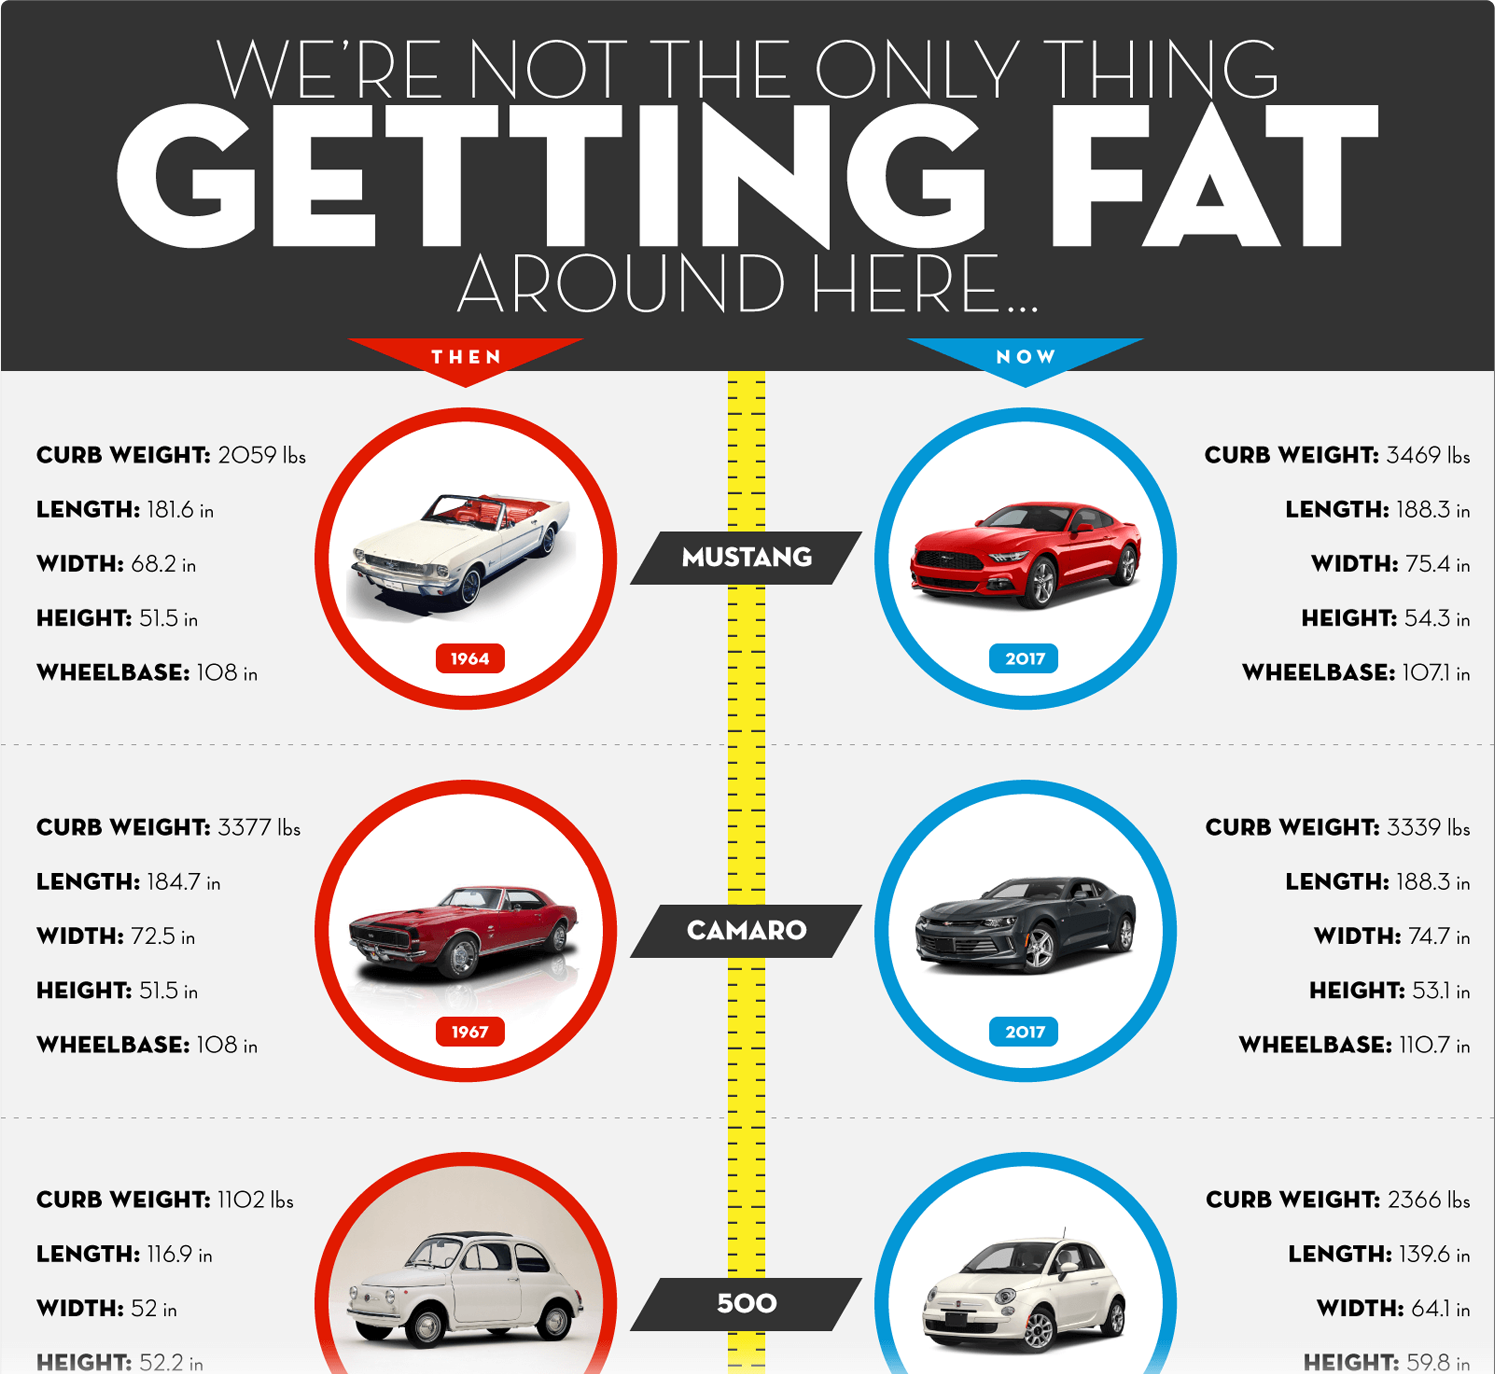 WE'RE NOT THE ONLY THING
GETTING FAT
AROUND HERE...
THEN
NOW
CURB WEIGHT: 2059 lbs
LENGTH: 181.6 in
WIDTH: 68.2 in
HEIGHT: 51.5 in
WHEELBASE: 108 in
1964
MUSTANG
2017
CURB WEIGHT: 3469 lbs
LENGTH: 188.3 in
WIDTH: 75.4 in
HEIGHT: 54.3 in
WHEELBASE: 107.1 in
CURB WEIGHT: 3377 lbs
LENGTH: 184.7 in
WIDTH: 72.5 in
HEIGHT: 51.5 in
WHEELBASE: 108 in
1967
CAMARO
2017
CURB WEIGHT: 3339 lbs
LENGTH: 188.3 in
WIDTH: 74.7 in
HEIGHT: 53.1 in
WHEELBASE: 110.7 in
CURB WEIGHT: 1102 lbs
LENGTH: 116.9 in
WIDTH: 52 in
HEIGHT: 52.2 in
500
CURB WEIGHT: 2366 lbs
LENGTH: 139.6 in
WIDTH: 64.1 in
HEIGHT: 59.8 in